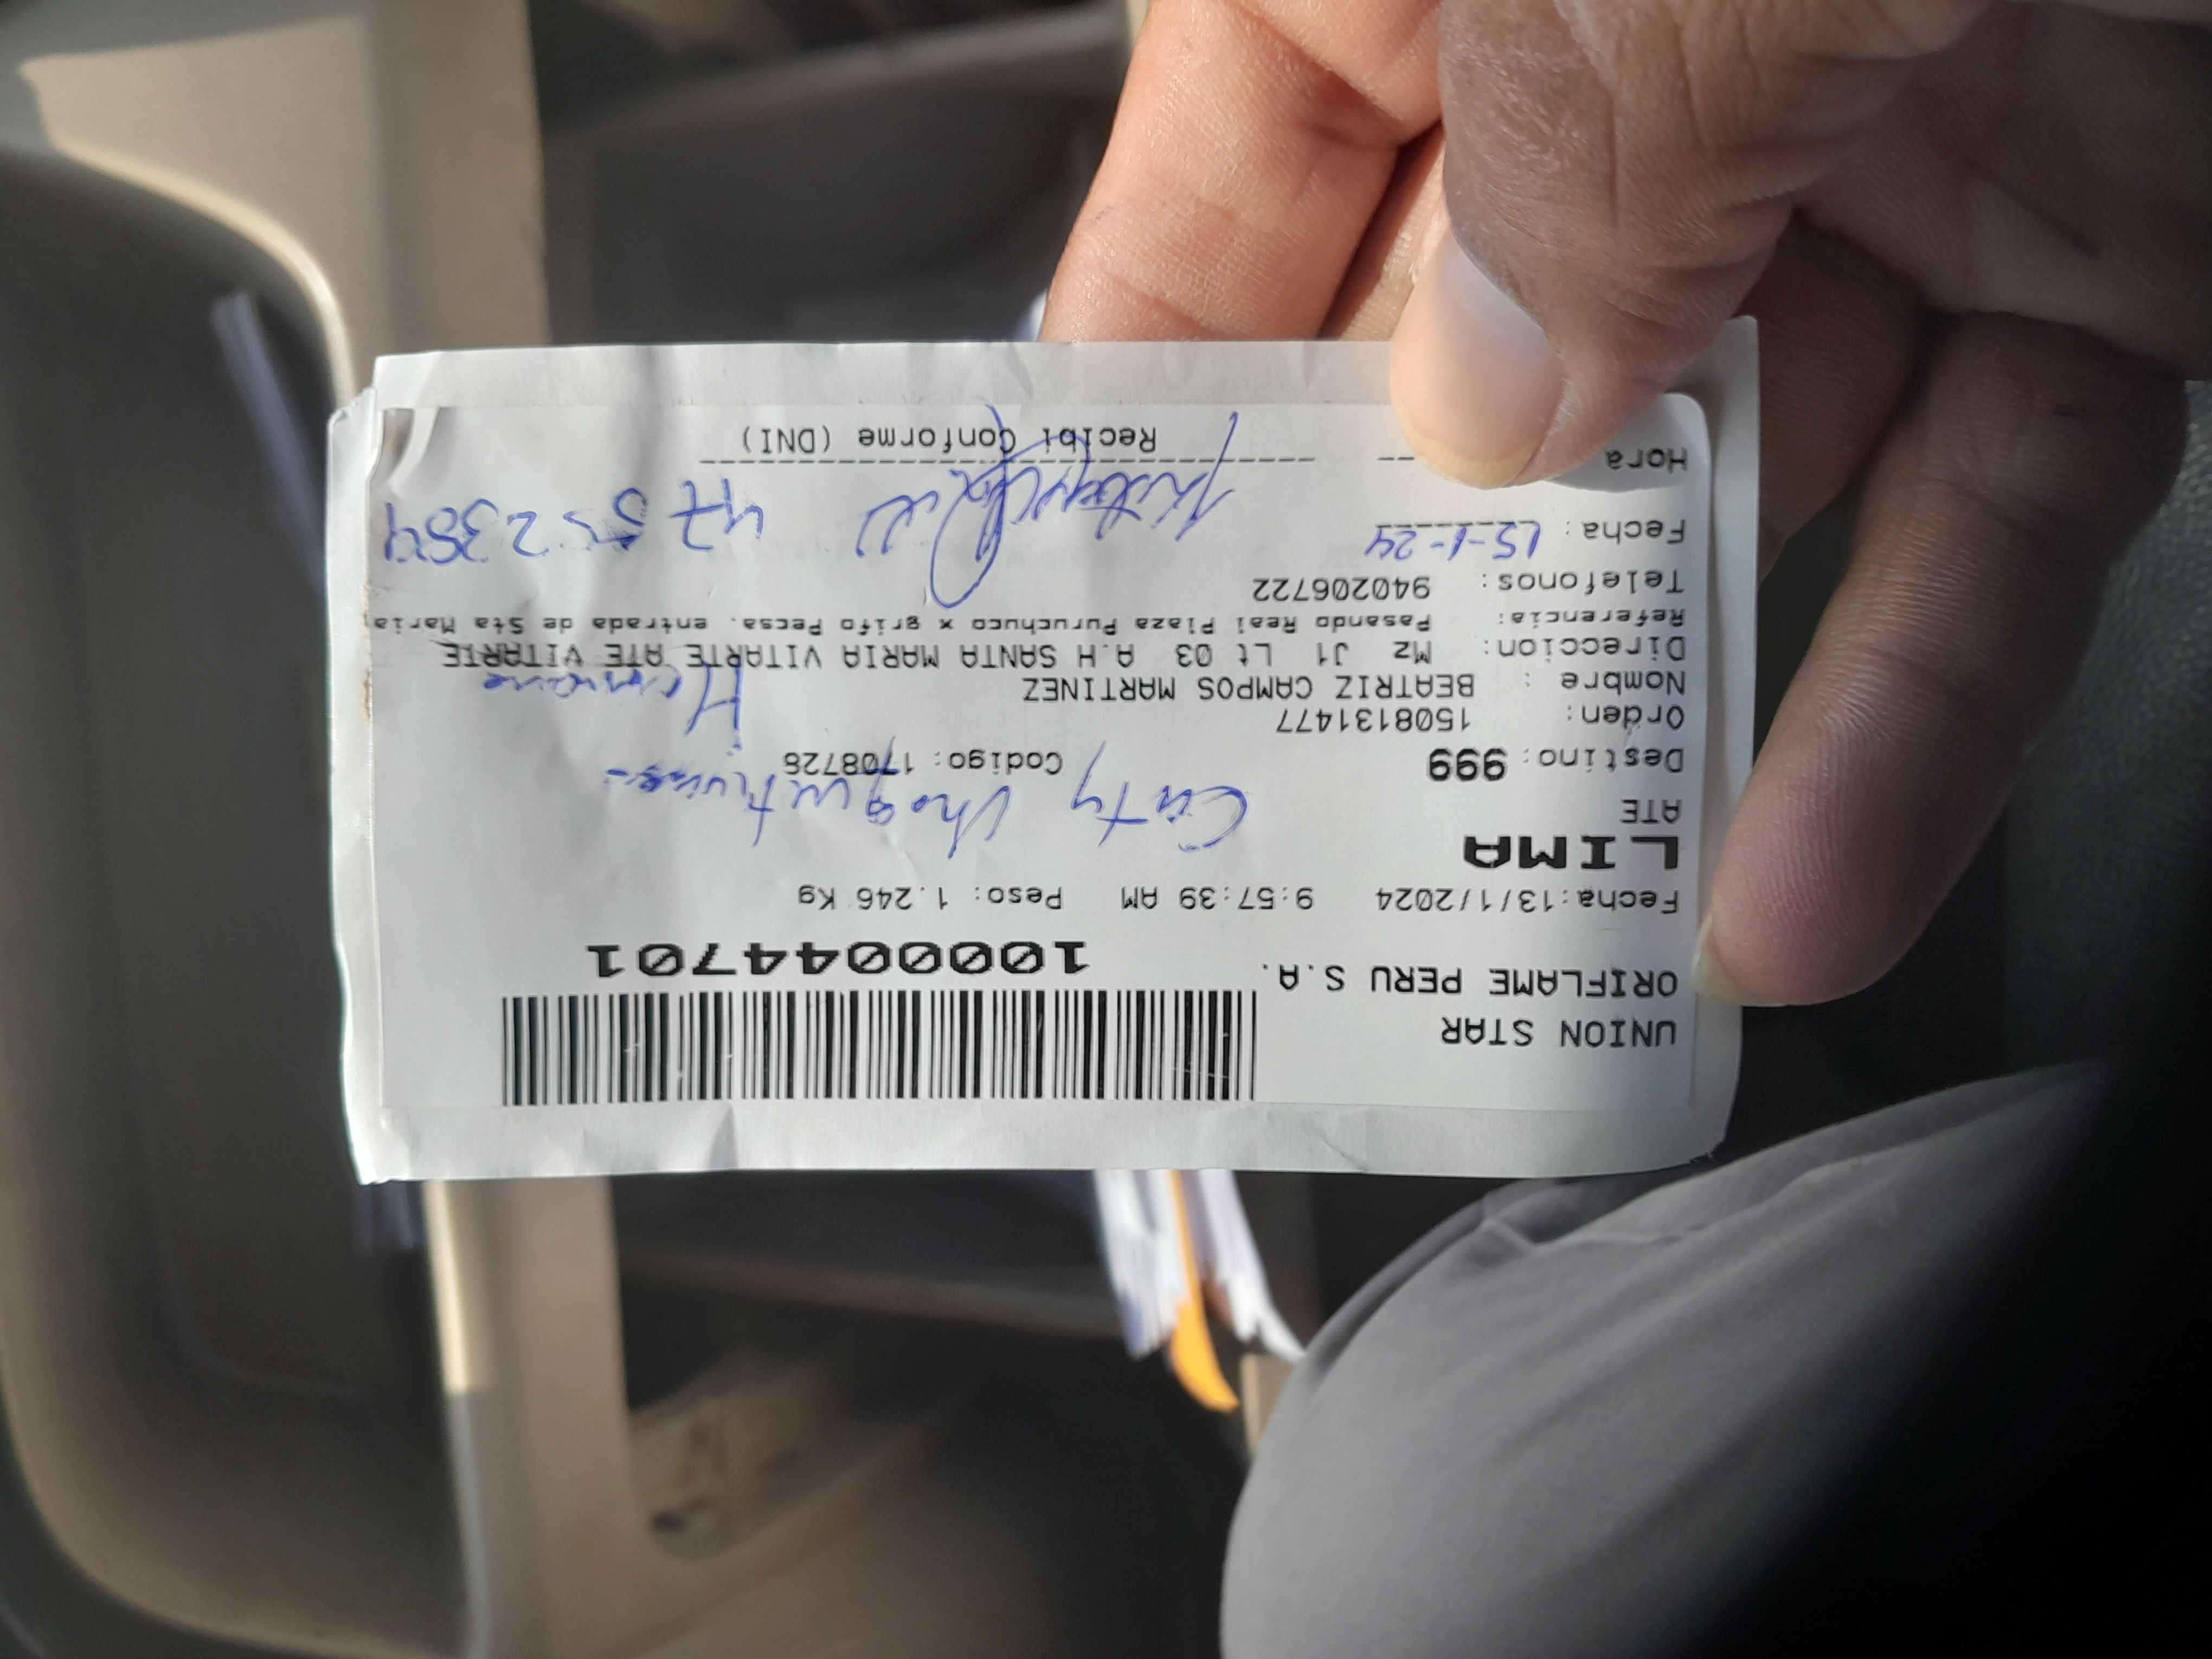 UNION STAR
ORIFLAME PERU S.A.
1000044701
Fecha:13/1/2024 9:57:39 AM Peso: 1.246 Kg
LIMA
ATE
Caty
Destino: 999 Codigo: 1708728
Orden: 1508131477
Hermana
Nombre : BEATRIZ CAMPOS MARTINEZ
Direccion: Mz J1 Lt 03 A.H SANTA MARIA VITARTE ATE VITARTE
Referencia: Pasando Real Plaza Puruchuco x grifo Pecsa. entrada de Sta Maria
Telefonos: 940206722
Fecha: 15-1-24
Hora
Recibi Conforme (DNI)